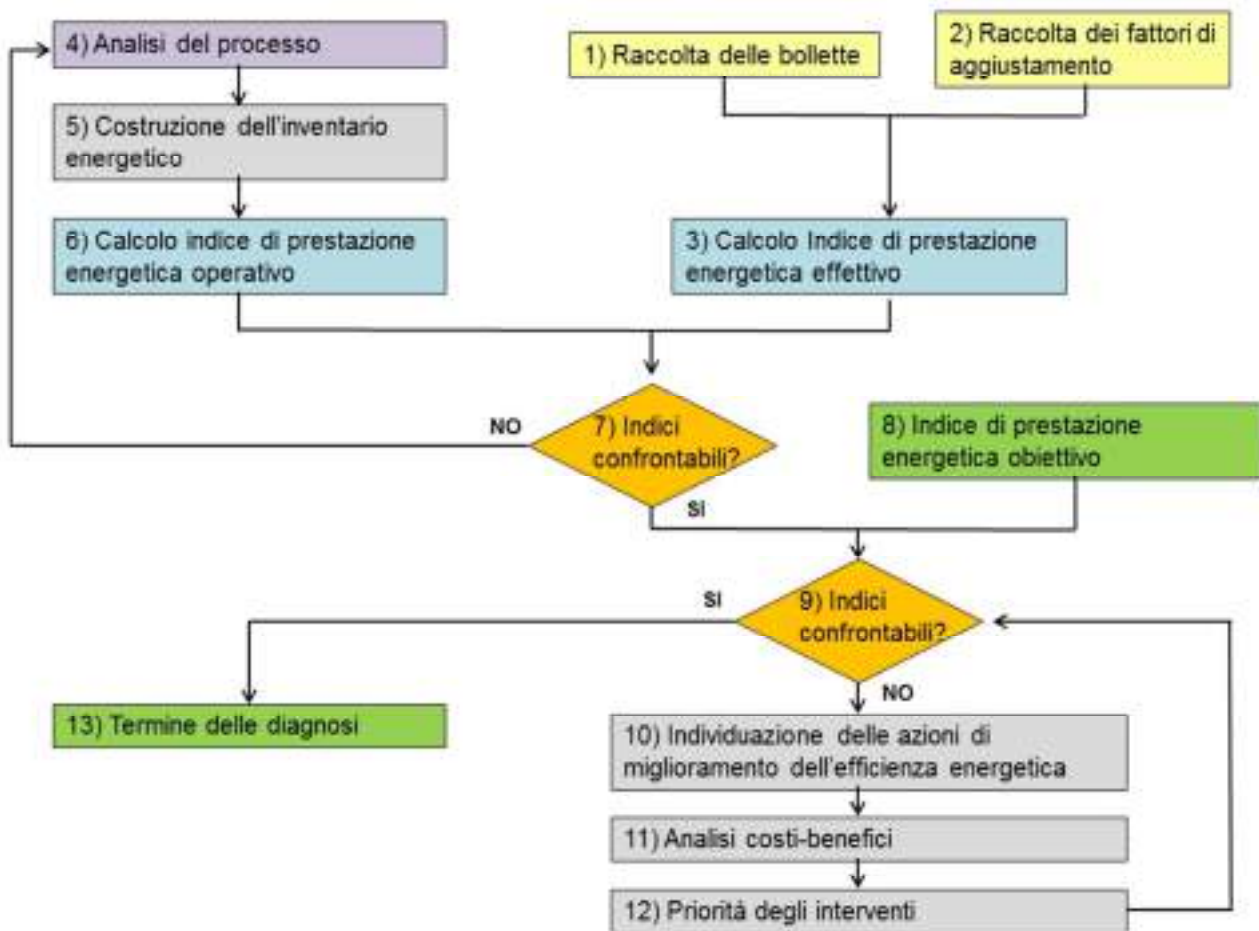 4) Analisi del processo
1) Raccolta delle bollette
2) Raccolta dei fattori di
aggiustamento
5) Costruzione dell'inventario
energetico
6) Calcolo indice di prestazione
energetica operativo
3) Calcolo Indice di prestazione
energetica effettivo
NO
7) Indici
confrontabili?
8) Indice di prestazione
energetica obiettivo
SI
SI
9) Indici
confrontabili?
NO
13) Termine delle diagnosi
10) Individuazione delle azioni di
miglioramento dell'efficienza energetica
11) Analisi costi-benefici
12) Priorità degli interventi